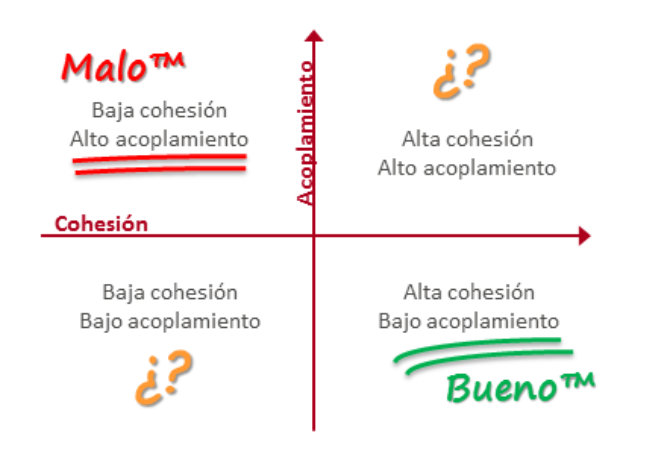 Malo™
Baja cohesión
Alto acoplamiento
Acoplamiento
¿?
Alta cohesión
Alto acoplamiento
Cohesión
Baja cohesión
Bajo acoplamiento
¿?
Alta cohesión
Bajo acoplamiento
Bueno™